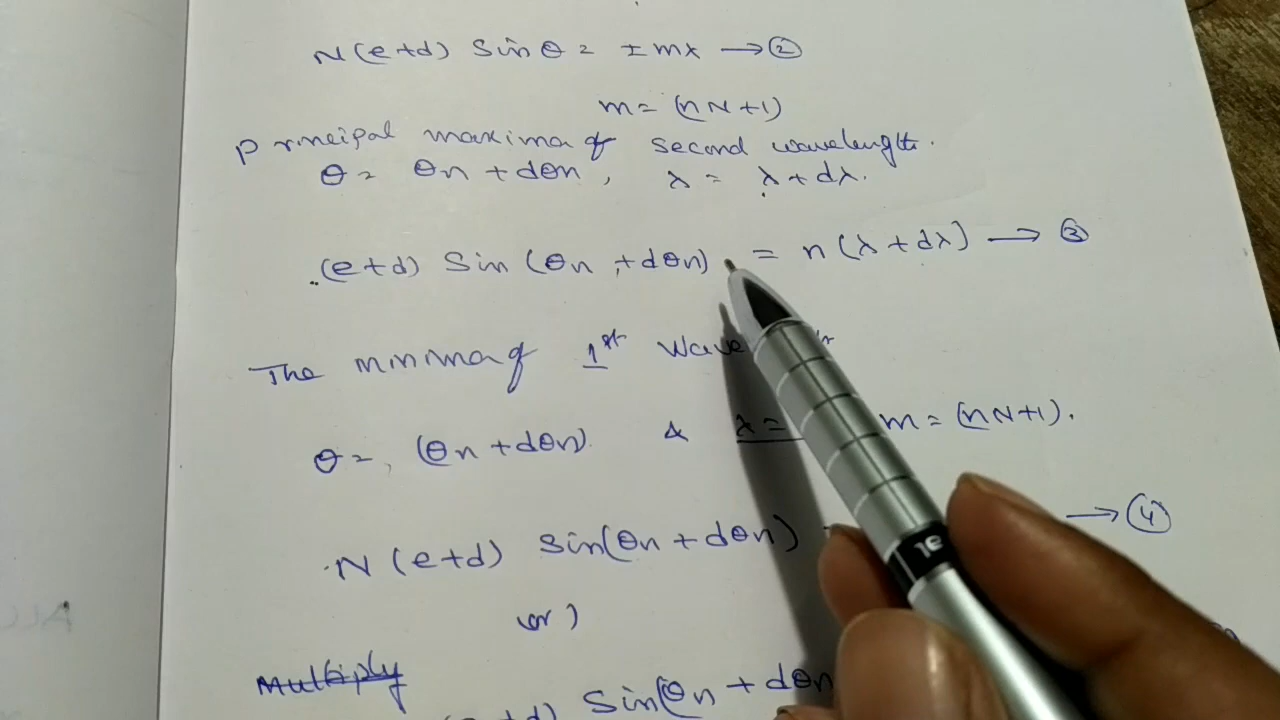 N(e+d) Sin θ = ± mλ → ②
m = (nN+1)
principal maxima of second wavelength.
θ = θn + dθn, λ = λ + dλ.
(e+d) Sin (θn + dθn) = n(λ + dλ) → ③
The minima of 1st
θ = (θn + dθn) & λ = m = (nN+1).
N(e+d) Sin(θn + dθn) → ④
(or)
Multiply
Sin(θn + dθn